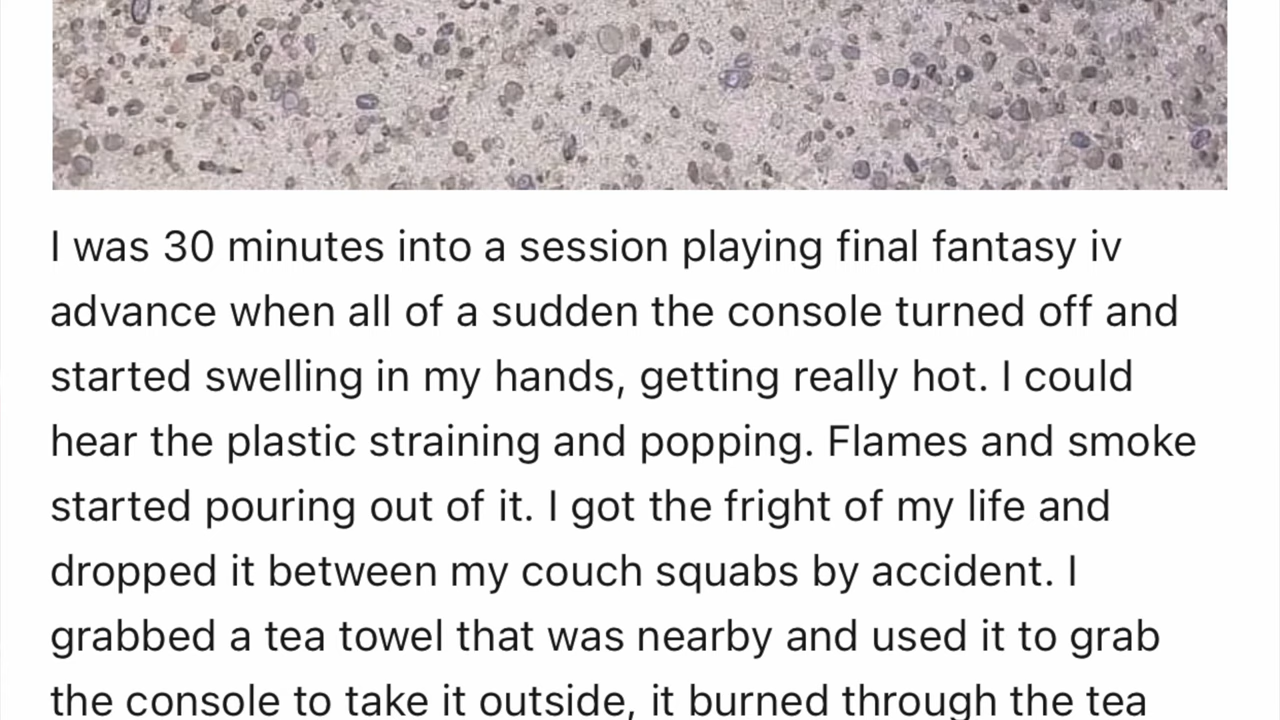 I was 30 minutes into a session playing final fantasy iv
advance when all of a sudden the console turned off and
started swelling in my hands, getting really hot. I could
hear the plastic straining and popping. Flames and smoke
started pouring out of it. I got the fright of my life and
dropped it between my couch squabs by accident. I
grabbed a tea towel that was nearby and used it to grab
the console to take it outside, it burned through the tea